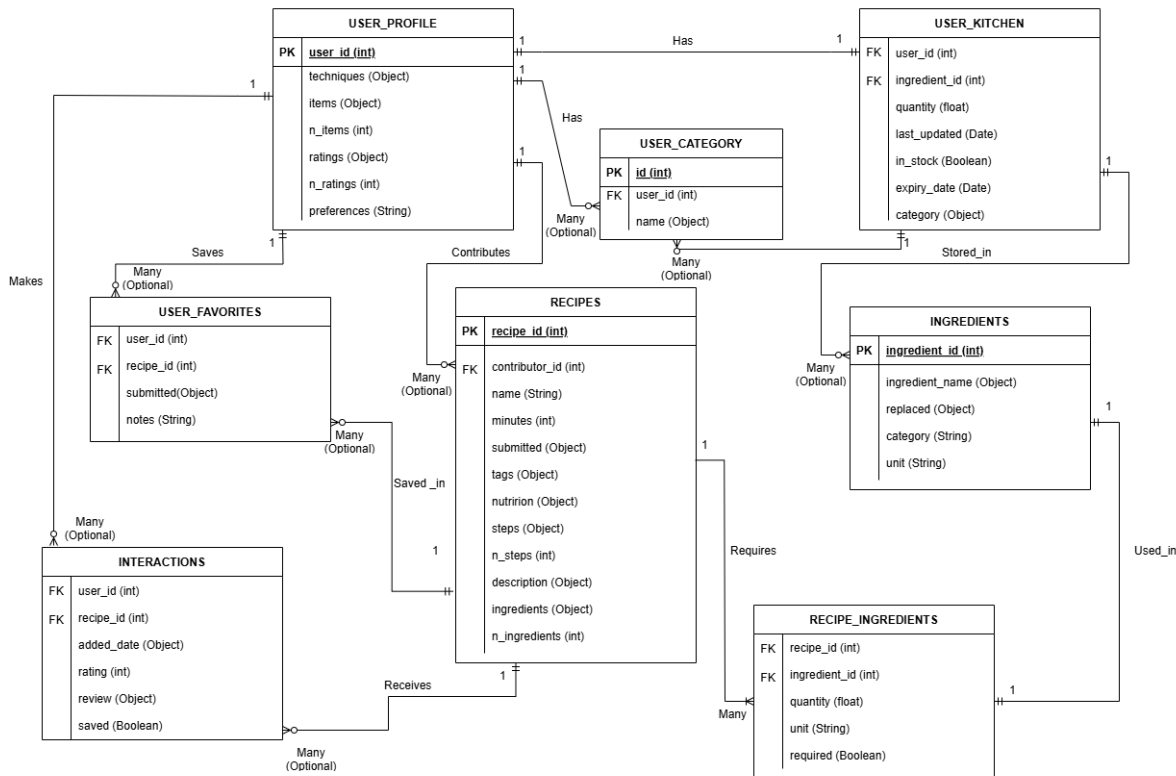 USER_PROFILE
PK user_id (int)
techniques (Object)
items (Object)
n_items (int)
ratings (Object)
n_ratings (int)
preferences (String)
1
Has
1
USER_KITCHEN
FK user_id (int)
FK ingredient_id (int)
quantity (float)
last_updated (Date)
in_stock (Boolean)
expiry_date (Date)
category (Object)
1
Has
Many
(Optional)
USER_CATEGORY
PK id (int)
FK user_id (int)
name (Object)
Many
(Optional)
1
1
Stored_in
Many
(Optional)
1
Makes
Many
(Optional)
1
Saves
Many
(Optional)
1
Contributes
Many
(Optional)
USER_FAVORITES
FK user_id (int)
FK recipe_id (int)
submitted(Object)
notes (String)
Many
(Optional)
Saved _in
1
RECIPES
PK recipe_id (int)
FK contributor_id (int)
name (String)
minutes (int)
submitted (Object)
tags (Object)
nutririon (Object)
steps (Object)
n_steps (int)
description (Object)
ingredients (Object)
n_ingredients (int)
INGREDIENTS
PK ingredient_id (int)
ingredient_name (Object)
replaced (Object)
category (String)
unit (String)
1
Used_in
1
1
Requires
Many
INTERACTIONS
FK user_id (int)
FK recipe_id (int)
added_date (Object)
rating (int)
review (Object)
saved (Boolean)
1
Receives
Many
(Optional)
RECIPE_INGREDIENTS
FK recipe_id (int)
FK ingredient_id (int)
quantity (float)
unit (String)
required (Boolean)